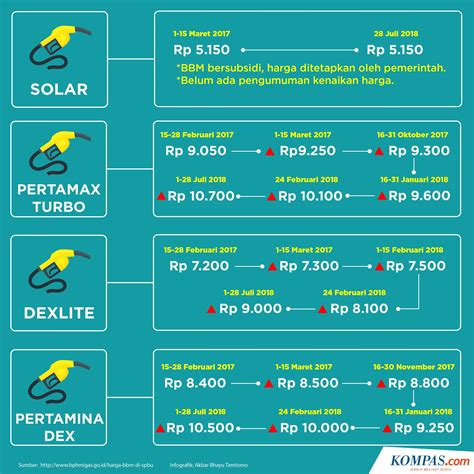 SOLAR
1-15 Maret 2017
28 Juli 2018
Rp 5.150
Rp 5.150
*BBM bersubsidi, harga ditetapkan oleh pemerintah.
*Belum ada pengumuman kenaikan harga.
PERTAMAX
TURBO
15-28 Februari 2017
1-15 Maret 2017
16-31 Oktober 2017
Rp 9.050
Rp9.250
Rp 9.300
1-28 Juli 2018
24 Februari 2018
16-31 Januari 2018
Rp 10.700
Rp 10.100
Rp 9.600
DEXLITE
15-28 Februari 2017
1-15 Maret 2017
1-15 Februari 2018
Rp 7.200
Rp 7.300
Rp 7.500
1-28 Juli 2018
24 Februari 2018
Rp 9.000
Rp 8.100
PERTAMINA
DEX
15-28 Februari 2017
1-15 Maret 2017
16-30 November 2017
Rp 8.400
Rp 8.500
Rp 8.800
1-28 Juli 2018
24 Februari 2018
16-31 Januari 2018
Rp 10.500
Rp 10.000
Rp 9.250
Sumber: http://www.bphmigas.go.id/harga-bbm-di-spbu
Infografik: Akbar Bhayu Tamtomo
KOMPAS.com
JERNIH MELIHAT DUNIA